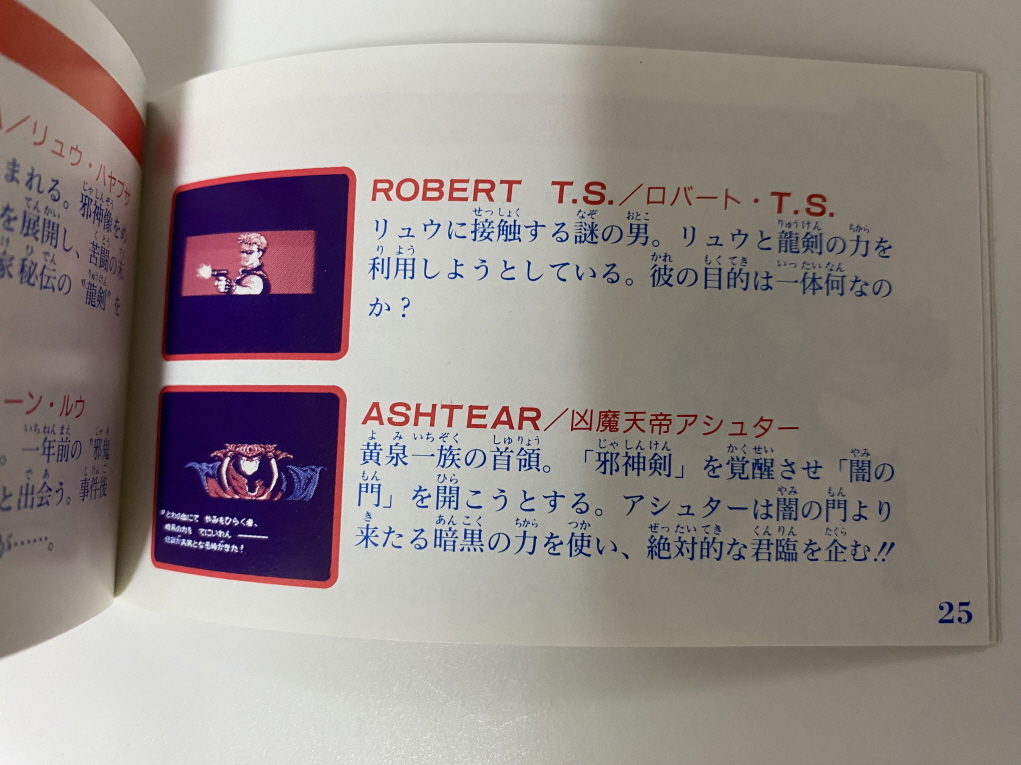 リュウ・ハヤブサ
まれる。邪神像をめ
を展開し、苦闘の末
家秘伝の“龍剣”を
ーン・ルウ
一年前の“邪鬼
と出会う。事件後
が……。
ROBERT T.S./ロバート・T.S.
リュウに接触する謎の男。リュウと龍剣の力を
利用しようとしている。彼の目的は一体何なの
か?
ASHTEAR/凶魔天帝アシュター
黄泉一族の首領。「邪神剣」を覚醒させ「闇の
門」を開こうとする。アシュターは闇の門より
来たる暗黒の力を使い、絶対的な君臨を企む!!
25